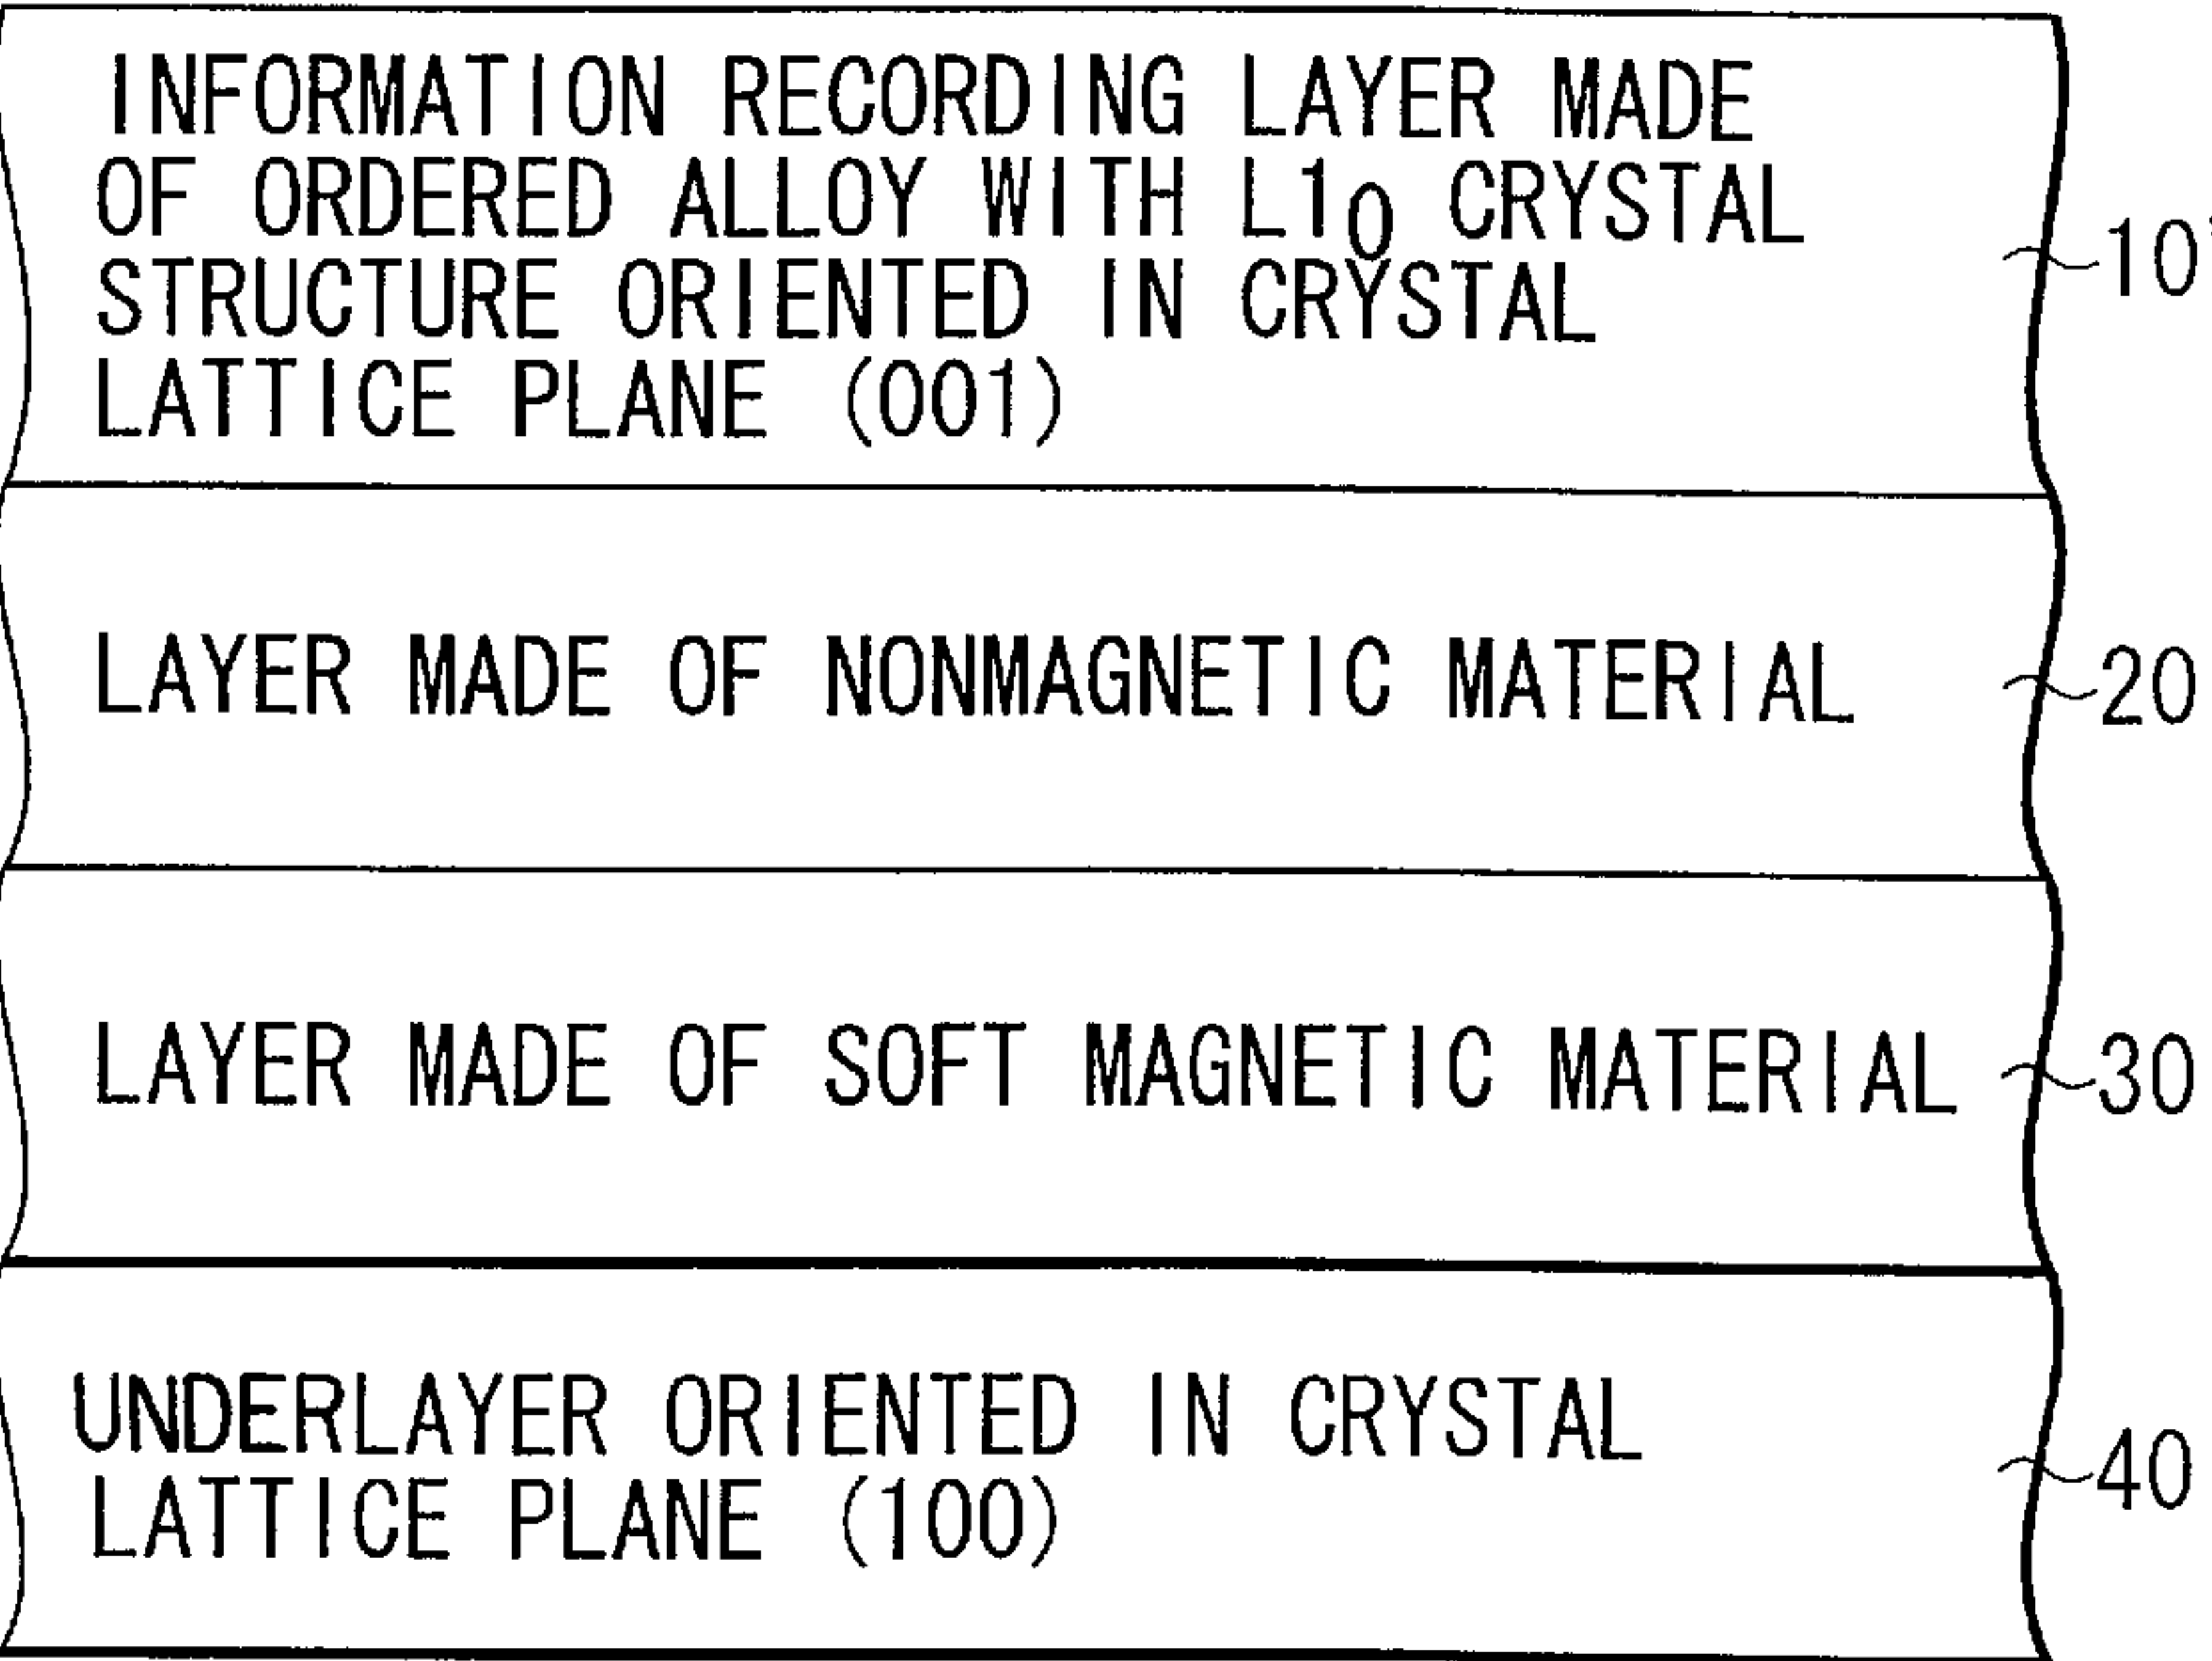 INFORMATION RECORDING LAYER MADE
OF ORDERED ALLOY WITH L1₀ CRYSTAL
STRUCTURE ORIENTED IN CRYSTAL
LATTICE PLANE (001)
10'
LAYER MADE OF NONMAGNETIC MATERIAL
20
LAYER MADE OF SOFT MAGNETIC MATERIAL
30
UNDERLAYER ORIENTED IN CRYSTAL
LATTICE PLANE (100)
40